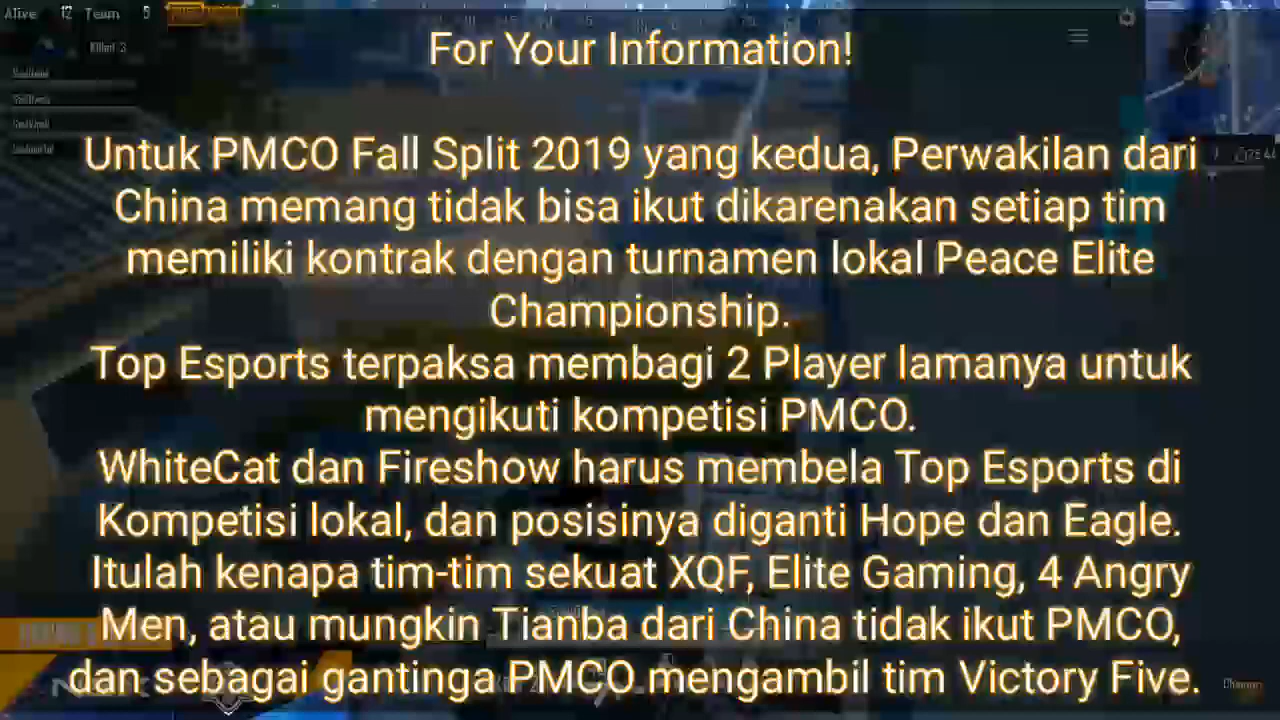 Alive 12 Team 5
For Your Information!
Untuk PMCO Fall Split 2019 yang kedua, Perwakilan dari
China memang tidak bisa ikut dikarenakan setiap tim
memiliki kontrak dengan turnamen lokal Peace Elite
Championship.
Top Esports terpaksa membagi 2 Player lamanya untuk
mengikuti kompetisi PMCO.
WhiteCat dan Fireshow harus membela Top Esports di
Kompetisi lokal, dan posisinya diganti Hope dan Eagle.
Itulah kenapa tim-tim sekuat XQF, Elite Gaming, 4 Angry
Men, atau mungkin Tianba dari China tidak ikut PMCO,
dan sebagai gantinga PMCO mengambil tim Victory Five.